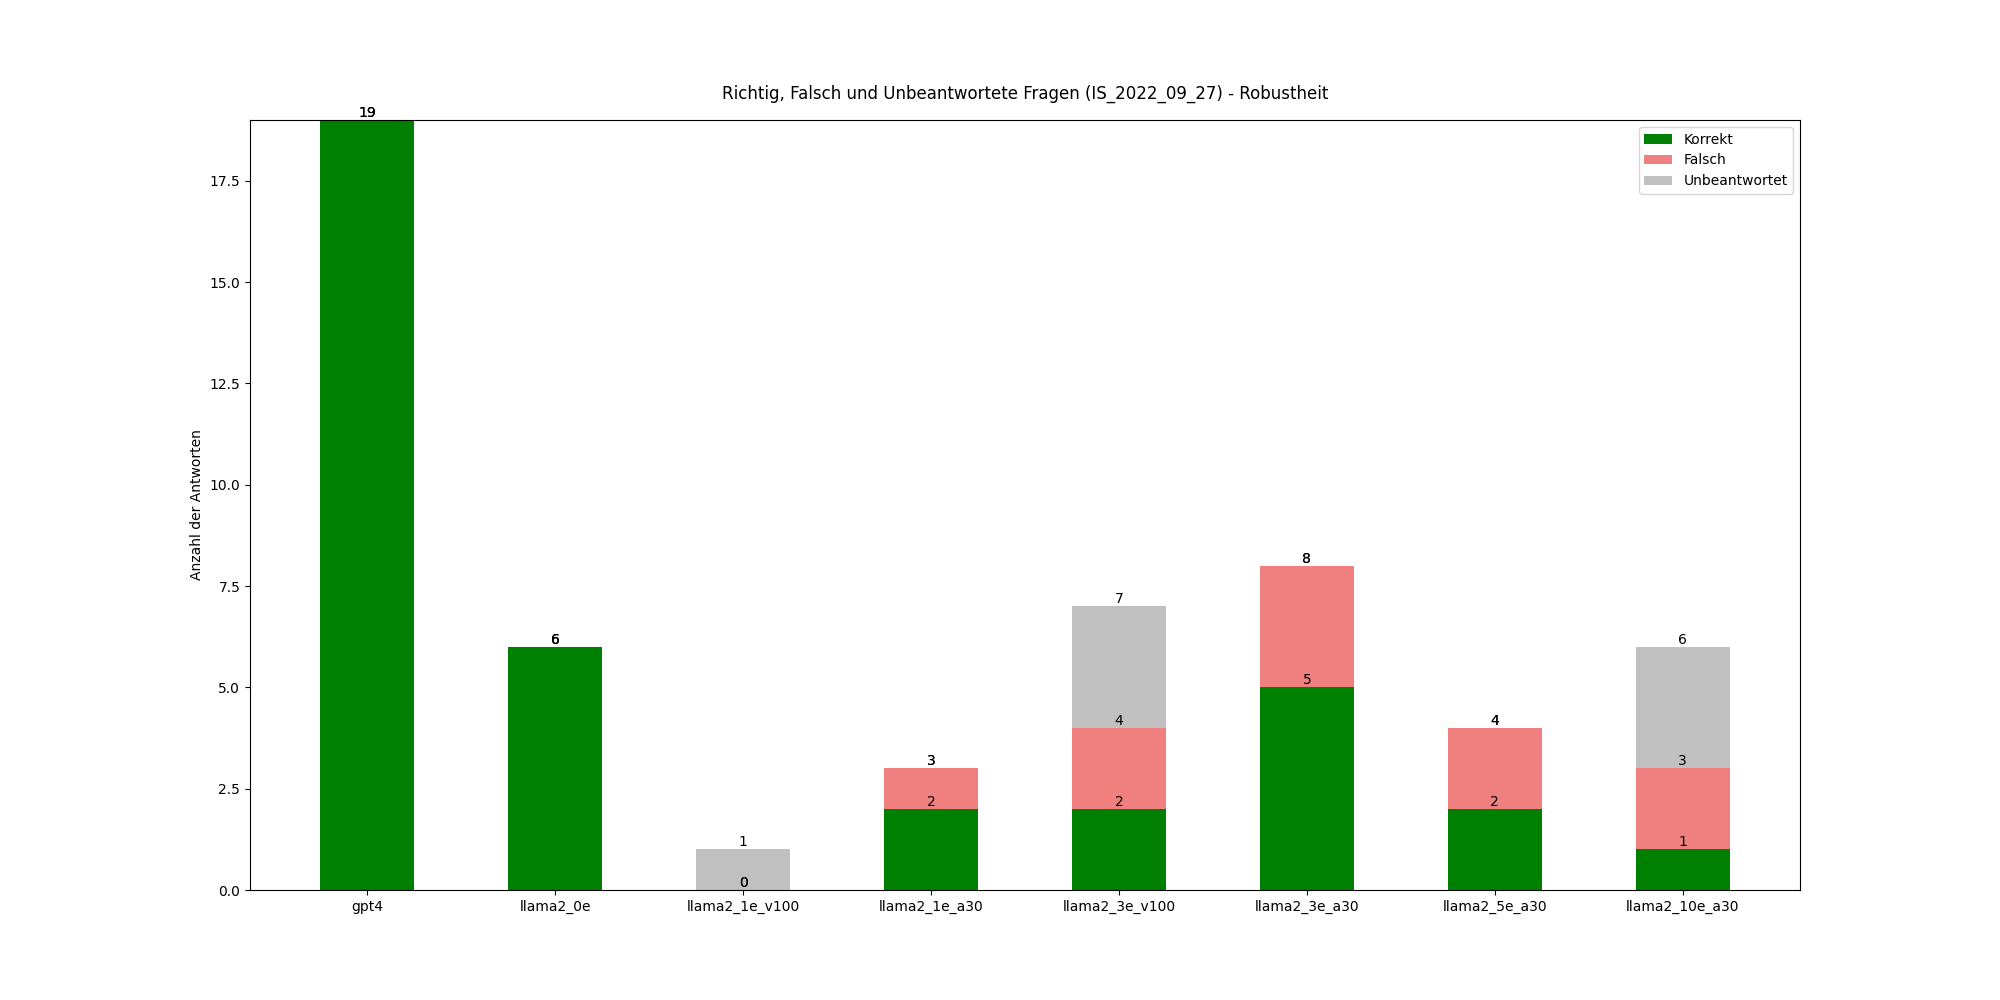 Richtig, Falsch und Unbeantwortete Fragen (IS_2022_09_27) - Robustheit
Korrekt
Falsch
Unbeantwortet
Anzahl der Antworten
17.5
15.0
12.5
10.0
7.5
5.0
2.5
0.0
19
6
1
0
3
2
7
4
2
8
5
4
2
6
3
1
gpt4
llama2_0e
llama2_1e_v100
llama2_1e_a30
llama2_3e_v100
llama2_3e_a30
llama2_5e_a30
llama2_10e_a30